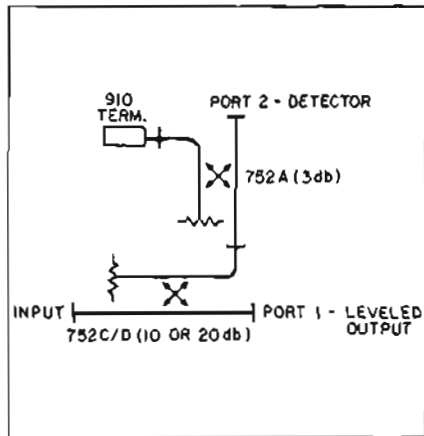 910
TERM.
PORT 2 - DETECTOR
752A (3db)
INPUT
PORT 1 - LEVELED
OUTPUT
752C/D (10 OR 20db)